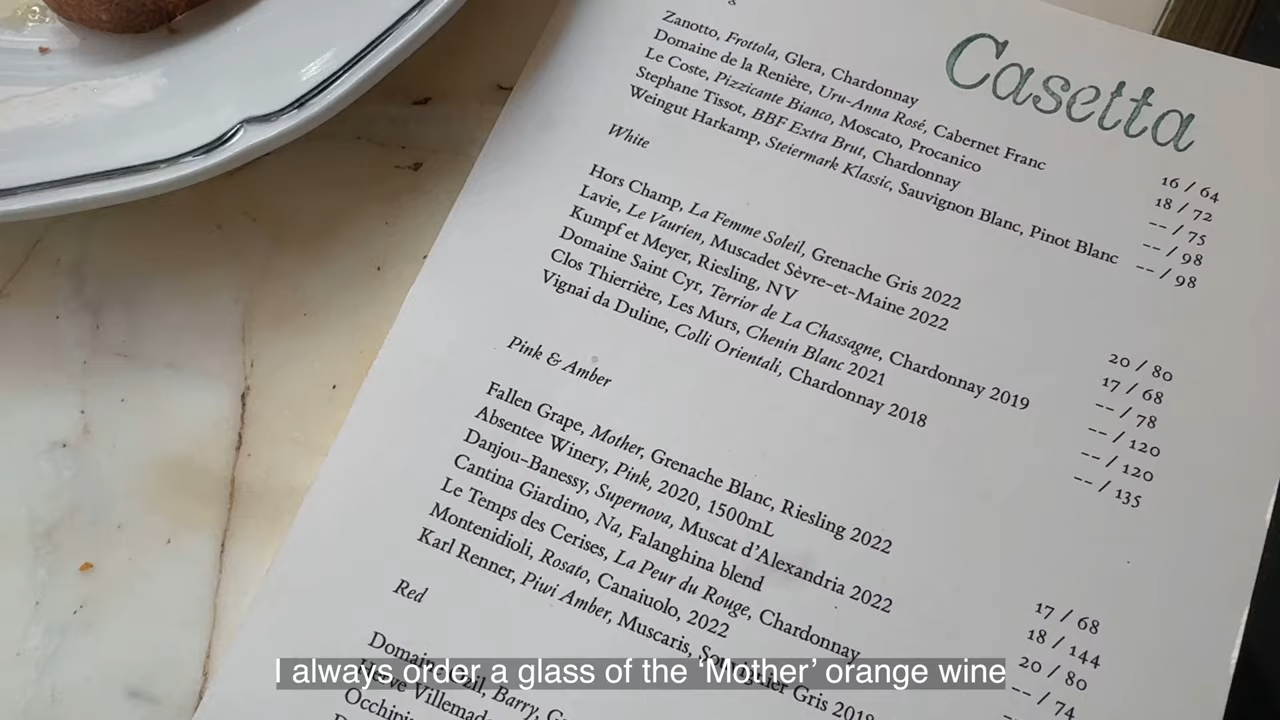 Casetta
Zanotto, Frottola, Glera, Chardonnay 16 / 64
Domaine de la Renière, Uru-Anna Rosé, Cabernet Franc 18 / 72
Le Coste, Pizzicante Bianco, Moscato, Procanico -- / 75
Stephane Tissot, BBF Extra Brut, Chardonnay -- / 98
Weingut Harkamp, Steiermark Klassic, Sauvignon Blanc, Pinot Blanc -- / 98
White
Hors Champ, La Femme Soleil, Grenache Gris 2022 20 / 80
Lavie, Le Vaurien, Muscadet Sèvre-et-Maine 2022 17 / 68
Kumpf et Meyer, Riesling, NV -- / 78
Domaine Saint Cyr, Terrior de La Chassagne, Chardonnay 2019 -- / 120
Clos Thierrière, Les Murs, Chenin Blanc 2021 -- / 120
Vignai da Duline, Colli Orientali, Chardonnay 2018 -- / 135
Pink & Amber
Fallen Grape, Mother, Grenache Blanc, Riesling 2022 17 / 68
Absentee Winery, Pink, 2020, 1500mL 18 / 144
Danjou-Banessy, Supernova, Muscat d'Alexandria 2022 20 / 80
Cantina Giardino, Na, Falanghina blend -- / 74
Le Temps des Cerises, La Peur du Rouge, Chardonnay
Montenidioli, Rosato, Canaiuolo, 2022
Karl Renner, Piwi Amber, Muscaris, Gris 2018
Red
Domaine Ozil, Barry,
Occhipi
I always order a glass of the ‘Mother’ orange wine